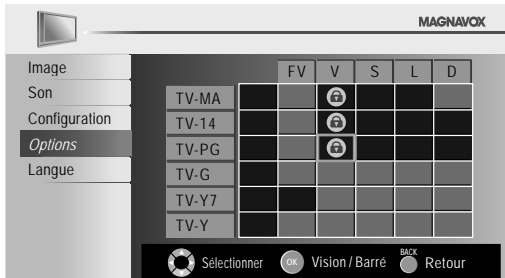 MAGNAVOX
Image
Son
Configuration
Options
Langue
FV V S L D
TV-MA
TV-14
TV-PG
TV-G
TV-Y7
TV-Y
Sélectionner OK Vision / Barré BACK Retour